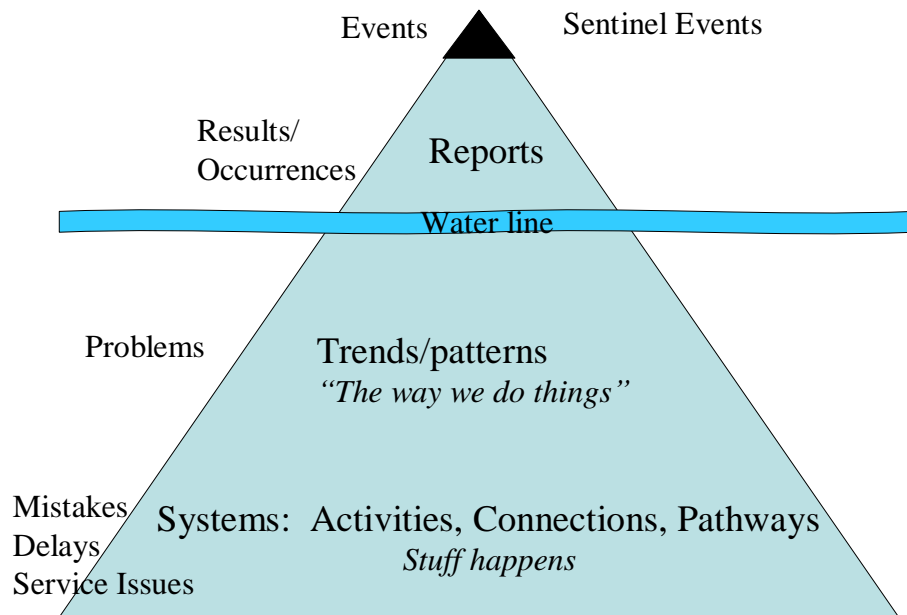 Events
Sentinel Events
Results/
Occurrences
Reports
Water line
Problems
Trends/patterns
“The way we do things”
Mistakes
Delays
Service Issues
Systems:  Activities, Connections, Pathways
Stuff happens